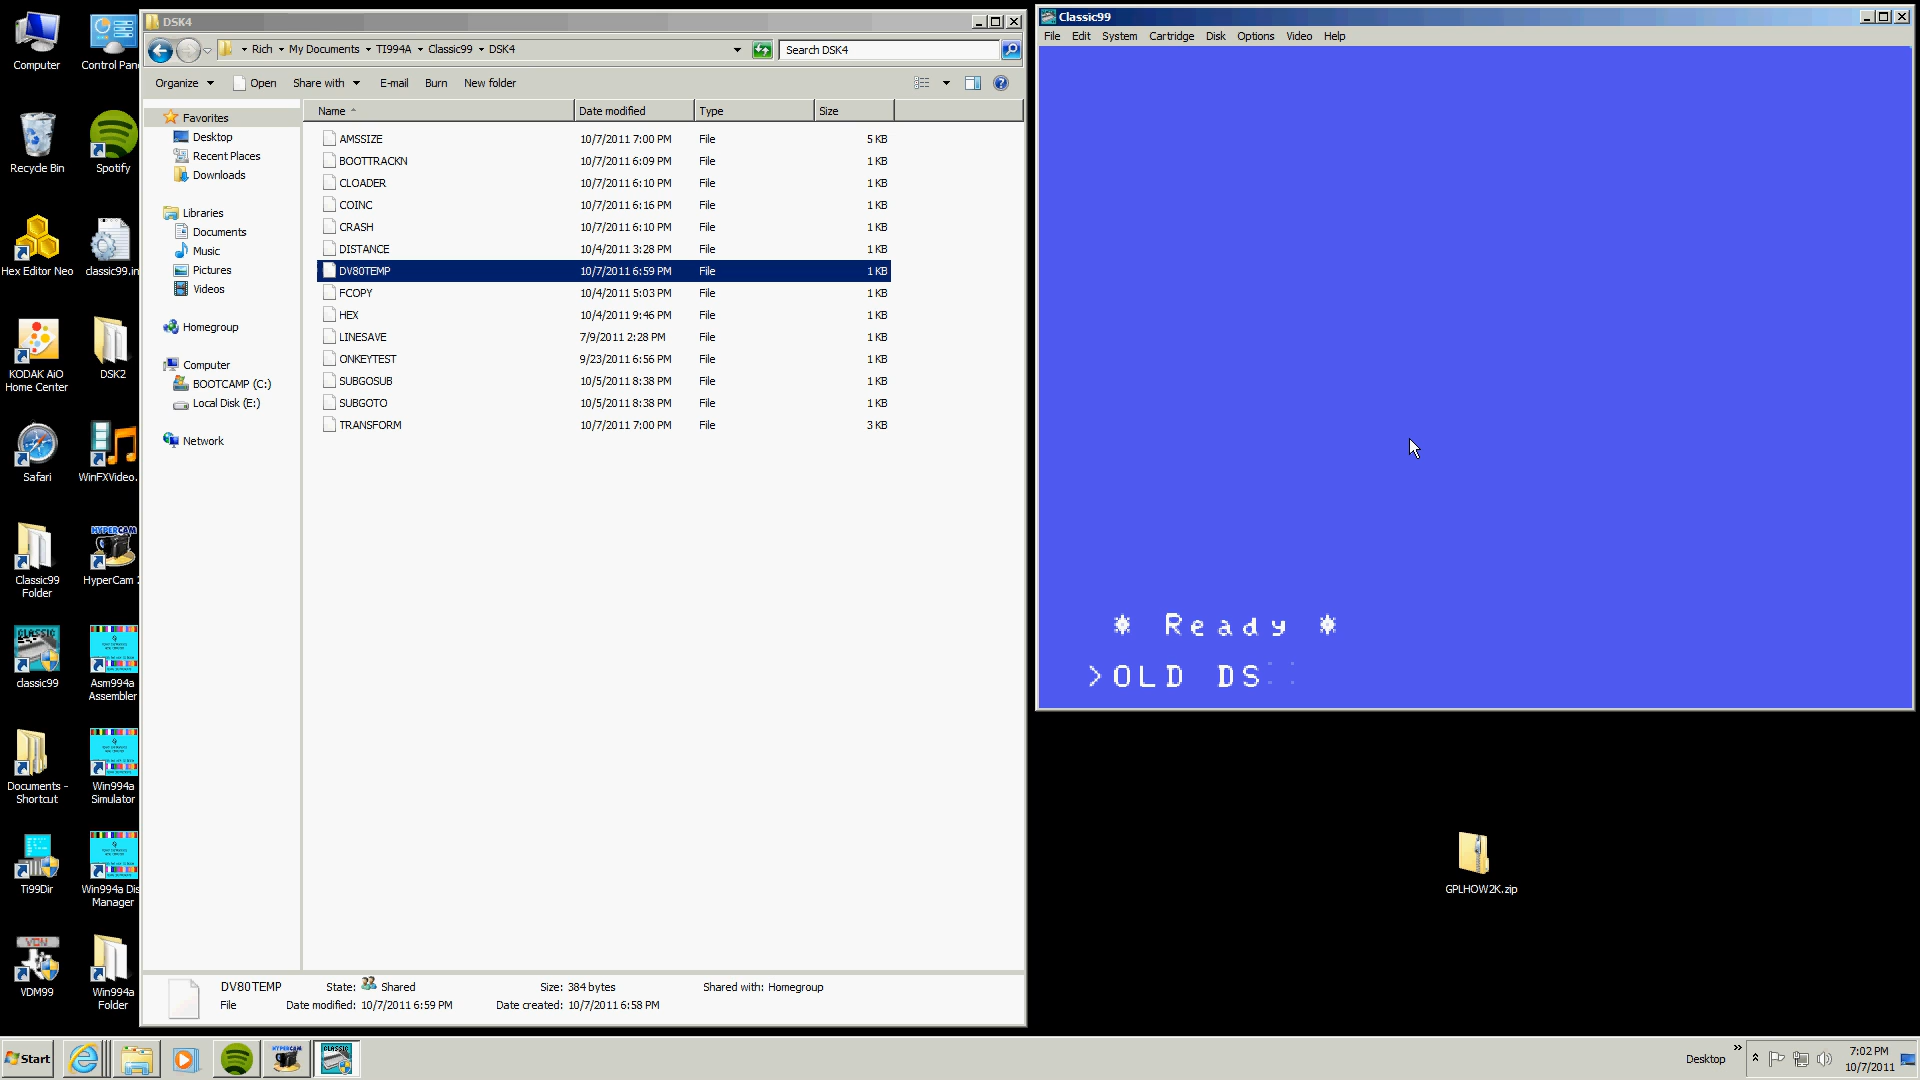 Computer
Control Pan
Recycle Bin
Spotify
Hex Editor Neo
classic99.in
KODAK AiO
Home Center
DSK2
Safari
WinFXVideo.
Classic99
Folder
HYPERCAM
HyperCam
CLASSIC
classic99
Asm994a
Assembler
Documents -
Shortcut
Win994a
Simulator
Ti99Dir
Win994a Dis
Manager
VDM99
Win994a
Folder
DSK4
Rich
My Documents
TI994A
Classic99
DSK4
Search DSK4
Organize
Open
Share with
E-mail
Burn
New folder
Favorites
Desktop
Recent Places
Downloads
Libraries
Documents
Music
Pictures
Videos
Homegroup
Computer
BOOTCAMP (C:)
Local Disk (E:)
Network
Name Date modified Type Size
AMSSIZE 10/7/2011 7:00 PM File 5 KB
BOOTTRACKN 10/7/2011 6:09 PM File 1 KB
CLOADER 10/7/2011 6:10 PM File 1 KB
COINC 10/7/2011 6:16 PM File 1 KB
CRASH 10/7/2011 6:10 PM File 1 KB
DISTANCE 10/4/2011 3:28 PM File 1 KB
DV80TEMP 10/7/2011 6:59 PM File 1 KB
FCOPY 10/4/2011 5:03 PM File 1 KB
HEX 10/4/2011 9:46 PM File 1 KB
LINESAVE 7/9/2011 2:28 PM File 1 KB
ONKEYTEST 9/23/2011 6:56 PM File 1 KB
SUBGOSUB 10/5/2011 8:38 PM File 1 KB
SUBGOTO 10/5/2011 8:38 PM File 1 KB
TRANSFORM 10/7/2011 7:00 PM File 3 KB
DV80TEMP State: Shared Size: 384 bytes Shared with: Homegroup
File Date modified: 10/7/2011 6:59 PM Date created: 10/7/2011 6:58 PM
Classic99
File Edit System Cartridge Disk Options Video Help
* Ready *
>OLD DS
GPLHOW2K.zip
Start
HYPERCAM
CLASSIC
Desktop
7:02 PM
10/7/2011